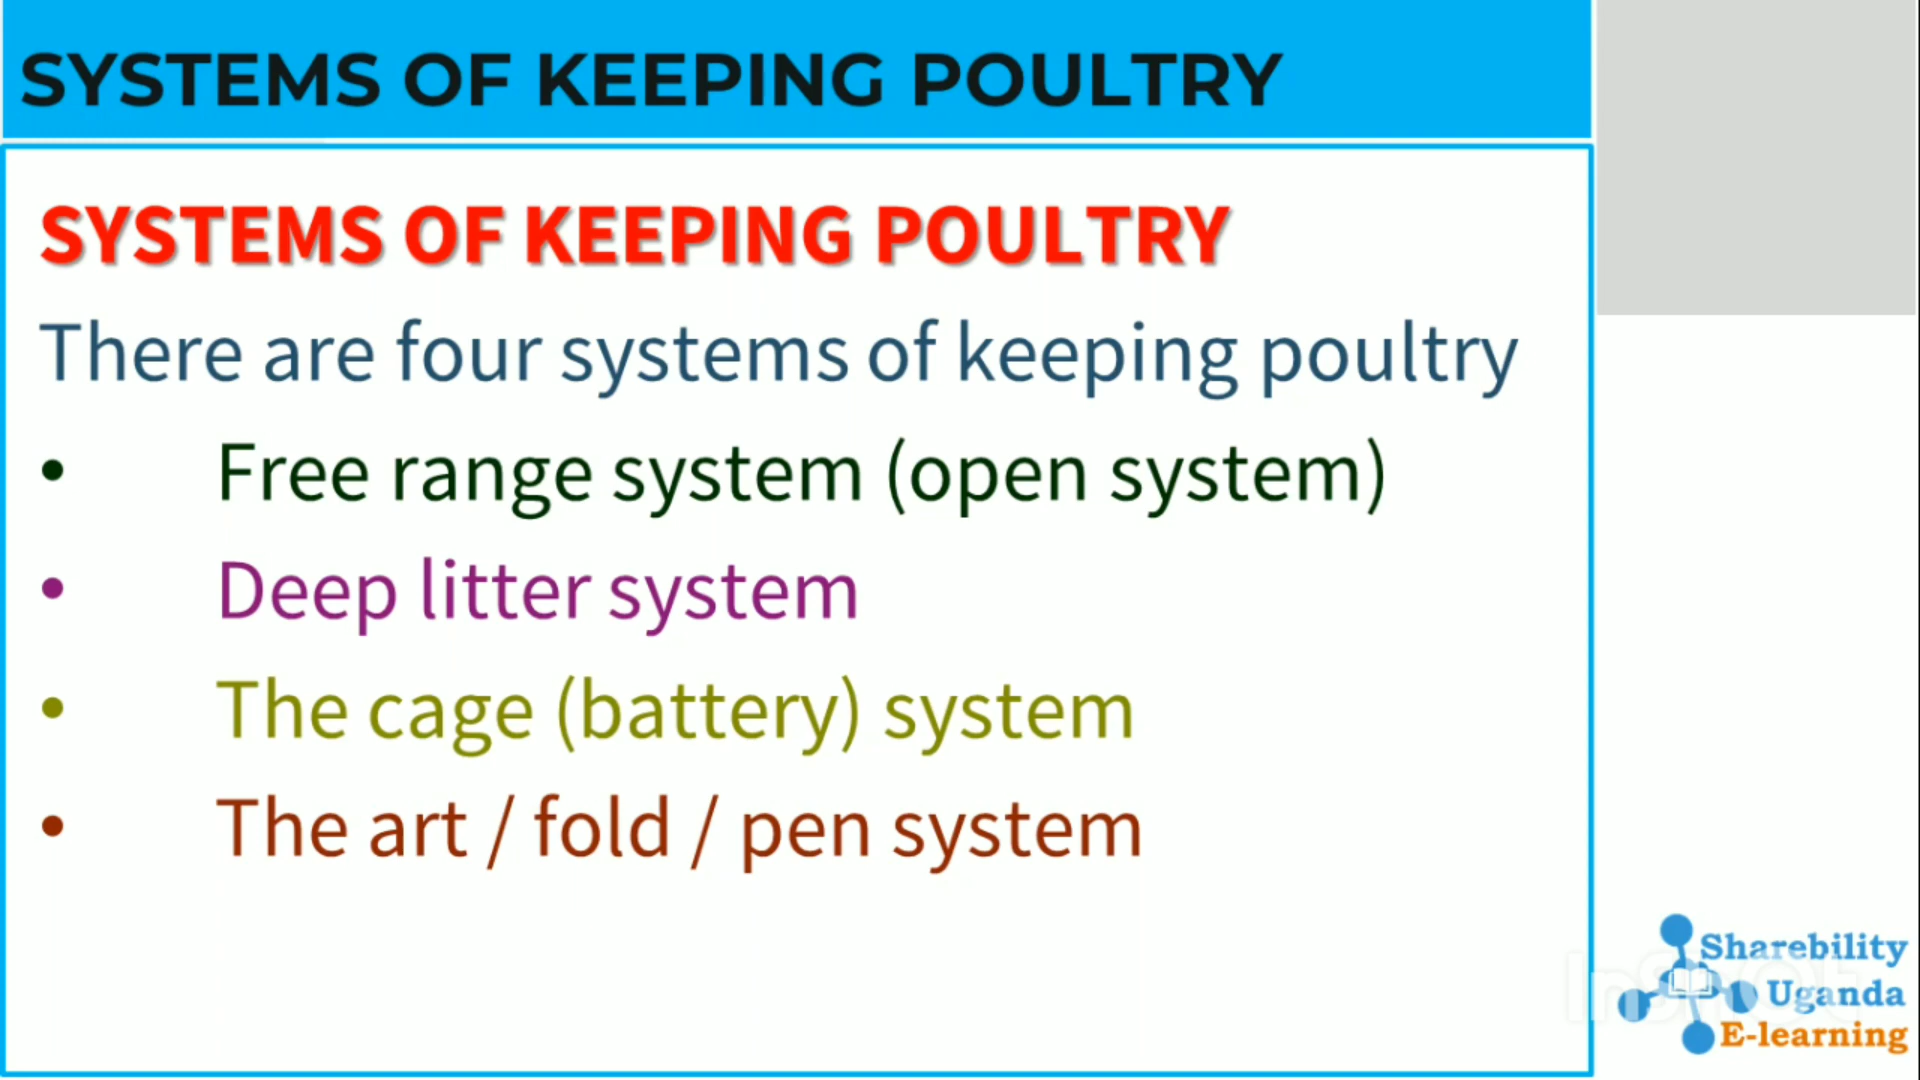 SYSTEMS OF KEEPING POULTRY
SYSTEMS OF KEEPING POULTRY
There are four systems of keeping poultry
• Free range system (open system)
• Deep litter system
• The cage (battery) system
• The art / fold / pen system
Sharebility
Uganda
E-learning
InShot